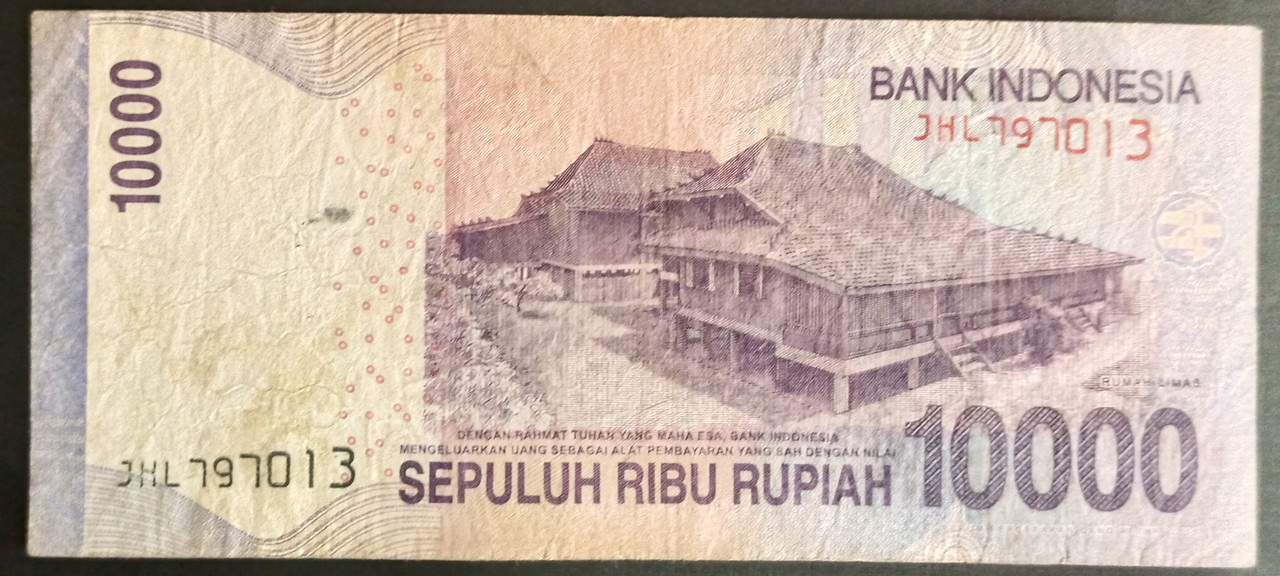 10000
BANK INDONESIA
JHL797013
RUMAH LIMAS
DENGAN RAHMAT TUHAN YANG MAHA ESA, BANK INDONESIA
MENGELUARKAN UANG SEBAGAI ALAT PEMBAYARAN YANG SAH DENGAN NILAI
SEPULUH RIBU RUPIAH 10000
JHL797013